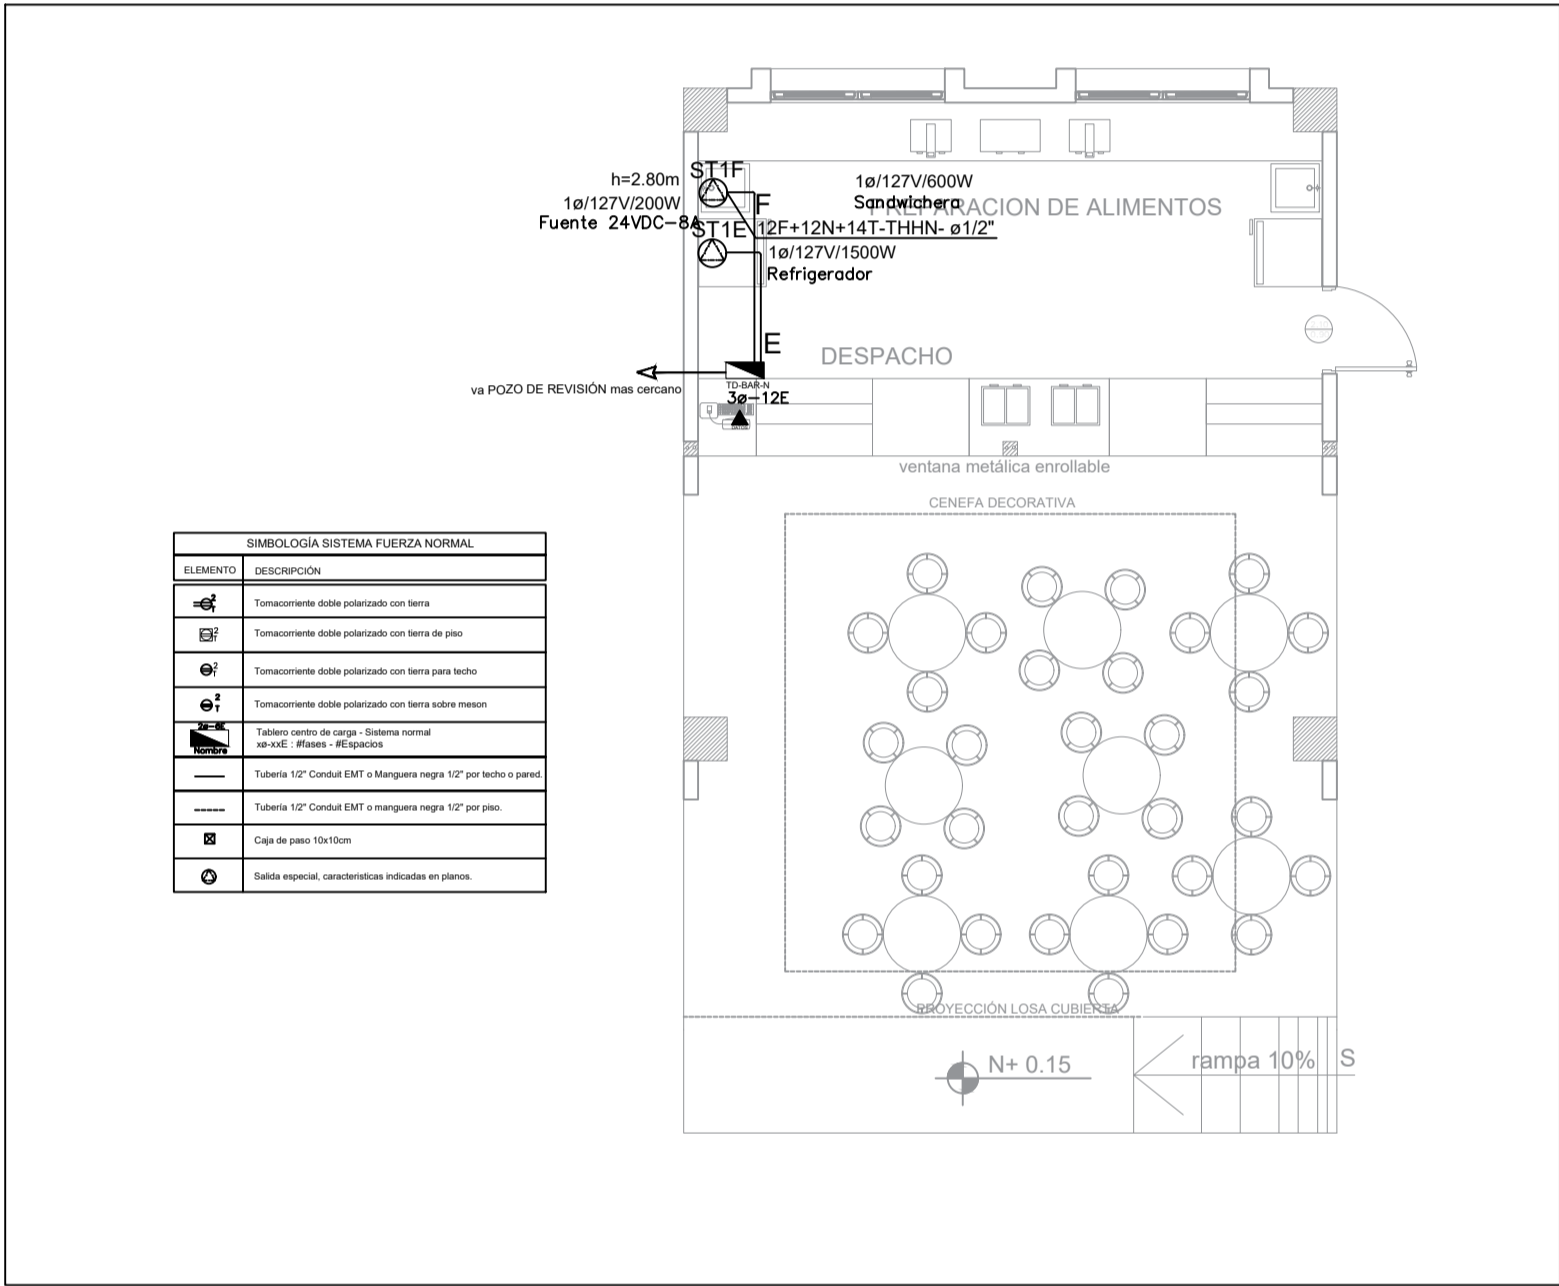 ST1F
h=2.80m
1ø/127V/200W
Fuente 24VDC-8A
F
1ø/127V/600W
Sandwichera
PREPARACION DE ALIMENTOS
ST1E
12F+12N+14T-THHN- ø1/2"
1ø/127V/1500W
Refrigerador
E
DESPACHO
va POZO DE REVISIÓN mas cercano
TD-BAR-N
3ø-12E
ventana metálica enrollable
CENEFA DECORATIVA
SIMBOLOGÍA SISTEMA FUERZA NORMAL
ELEMENTO DESCRIPCIÓN
2 T Tomacorriente doble polarizado con tierra
2 T Tomacorriente doble polarizado con tierra de piso
2 T Tomacorriente doble polarizado con tierra para techo
2 T Tomacorriente doble polarizado con tierra sobre meson
2ø-6E
Nombre
Tablero centro de carga - Sistema normal
xø-xxE : #fases - #Espacios
Tubería 1/2" Conduit EMT o Manguera negra 1/2" por techo o pared.
Tubería 1/2" Conduit EMT o manguera negra 1/2" por piso.
Caja de paso 10x10cm
Salida especial, caracteristicas indicadas en planos.
PROYECCIÓN LOSA CUBIERTA
N+ 0.15
rampa 10%
S